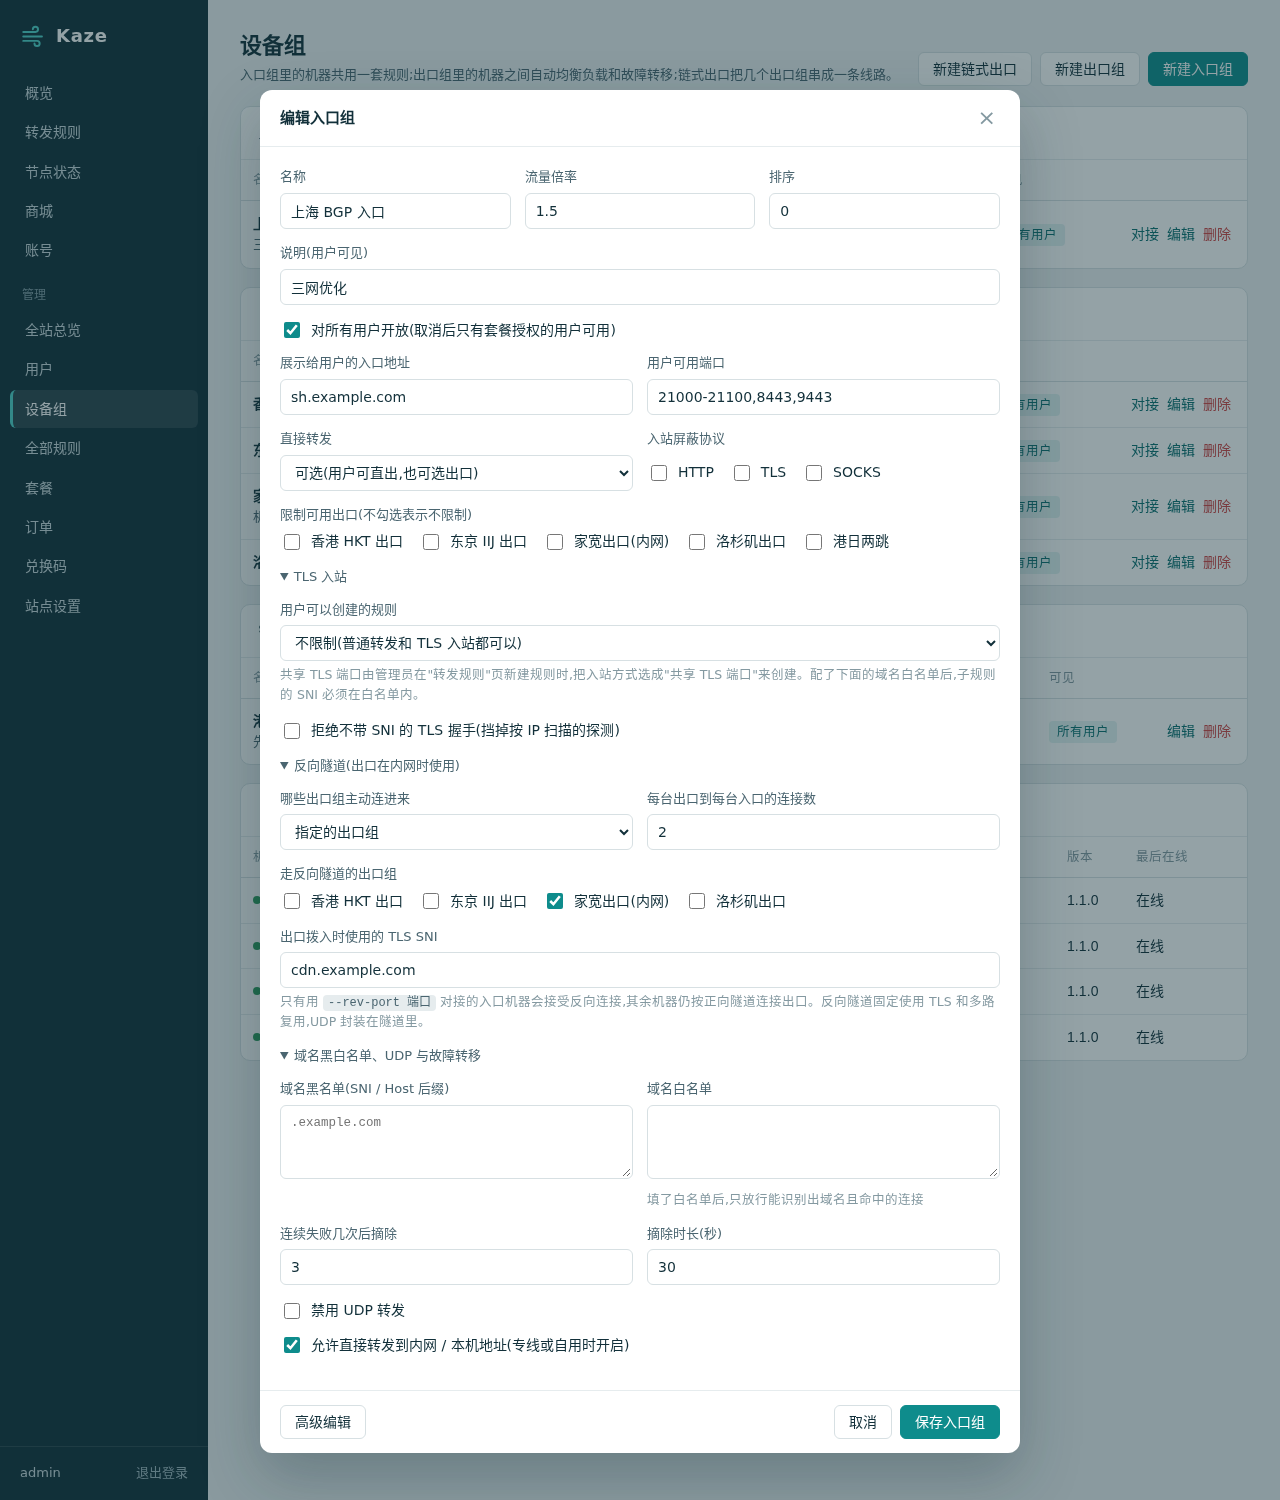 Kaze
概览
转发规则
节点状态
商城
账号
管理
全站总览
用户
设备组
全部规则
套餐
订单
兑换码
站点设置
admin
退出登录
设备组
入口组里的机器共用一套规则;出口组里的机器之间自动均衡负载和故障转移;链式出口把几个出口组串成一条线路。
新建链式出口
新建出口组
新建入口组
编辑入口组
名称
流量倍率
排序
上海 BGP 入口
1.5
0
说明(用户可见)
三网优化
对所有用户开放(取消后只有套餐授权的用户可用)
展示给用户的入口地址
用户可用端口
sh.example.com
21000-21100,8443,9443
直接转发
入站屏蔽协议
可选(用户可直出,也可选出口)
HTTP
TLS
SOCKS
限制可用出口(不勾选表示不限制)
香港 HKT 出口
东京 IIJ 出口
家宽出口(内网)
洛杉矶出口
港日两跳
TLS 入站
用户可以创建的规则
不限制(普通转发和 TLS 入站都可以)
共享 TLS 端口由管理员在"转发规则"页新建规则时,把入站方式选成"共享 TLS 端口"来创建。配了下面的域名白名单后,子规则
的 SNI 必须在白名单内。
拒绝不带 SNI 的 TLS 握手(挡掉按 IP 扫描的探测)
反向隧道(出口在内网时使用)
哪些出口组主动连进来
每台出口到每台入口的连接数
指定的出口组
2
走反向隧道的出口组
香港 HKT 出口
东京 IIJ 出口
家宽出口(内网)
洛杉矶出口
出口拨入时使用的 TLS SNI
cdn.example.com
只有用 --rev-port 端口 对接的入口机器会接受反向连接,其余机器仍按正向隧道连接出口。反向隧道固定使用 TLS 和多路
复用,UDP 封装在隧道里。
域名黑白名单、UDP 与故障转移
域名黑名单(SNI / Host 后缀)
域名白名单
.example.com
填了白名单后,只放行能识别出域名且命中的连接
连续失败几次后摘除
摘除时长(秒)
3
30
禁用 UDP 转发
允许直接转发到内网 / 本机地址(专线或自用时开启)
高级编辑
取消
保存入口组
有用户
对接 编辑 删除
有用户
对接 编辑 删除
有用户
对接 编辑 删除
有用户
对接 编辑 删除
有用户
对接 编辑 删除
可见
所有用户
编辑 删除
版本
最后在线
1.1.0
在线
1.1.0
在线
1.1.0
在线
1.1.0
在线